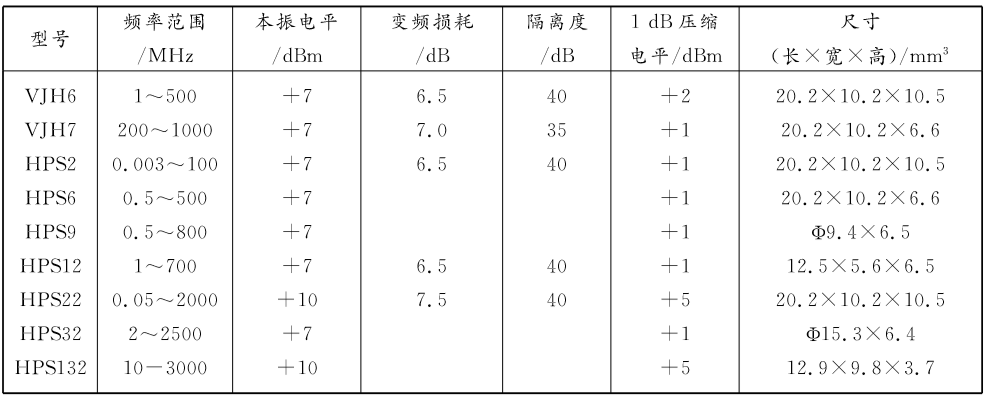 型号 频率范围/MHz 本振电平/dBm 变频损耗/dB 隔离度/dB 1 dB压缩电平/dBm 尺寸(长×宽×高)/mm³
VJH6 1～500 +7 6.5 40 +2 20.2×10.2×10.5
VJH7 200～1000 +7 7.0 35 +1 20.2×10.2×6.6
HPS2 0.003～100 +7 6.5 40 +1 20.2×10.2×10.5
HPS6 0.5～500 +7 +1 20.2×10.2×6.6
HPS9 0.5～800 +7 +1 Φ9.4×6.5
HPS12 1～700 +7 6.5 40 +1 12.5×5.6×6.5
HPS22 0.05～2000 +10 7.5 40 +5 20.2×10.2×10.5
HPS32 2～2500 +7 +1 Φ15.3×6.4
HPS132 10－3000 +10 +5 12.9×9.8×3.7